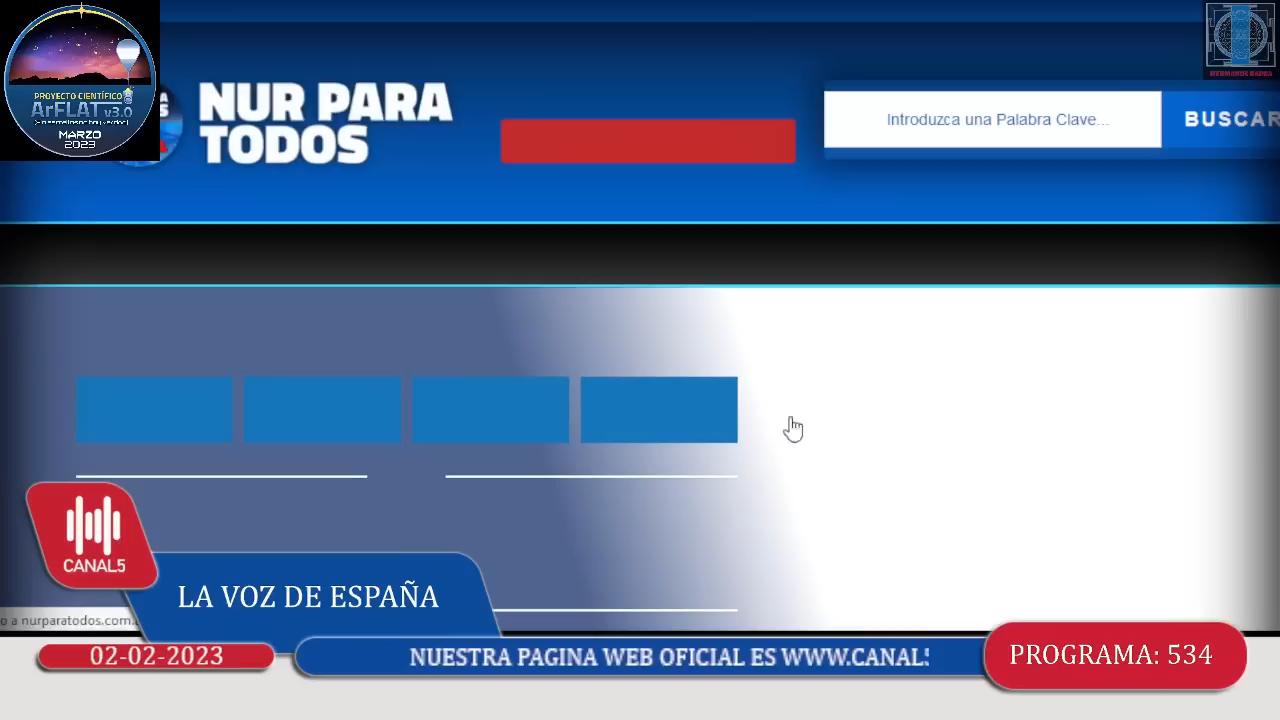 PROYECTO CIENTÍFICO
ArFLAT v3.0
MARZO
2023
NUR PARA
TODOS
Introduzca una Palabra Clave...
BUSCAR
CANAL5
LA VOZ DE ESPAÑA
o a nurparatodos.com.
02-02-2023
NUESTRA PAGINA WEB OFICIAL ES WWW.CANAL5
PROGRAMA: 534